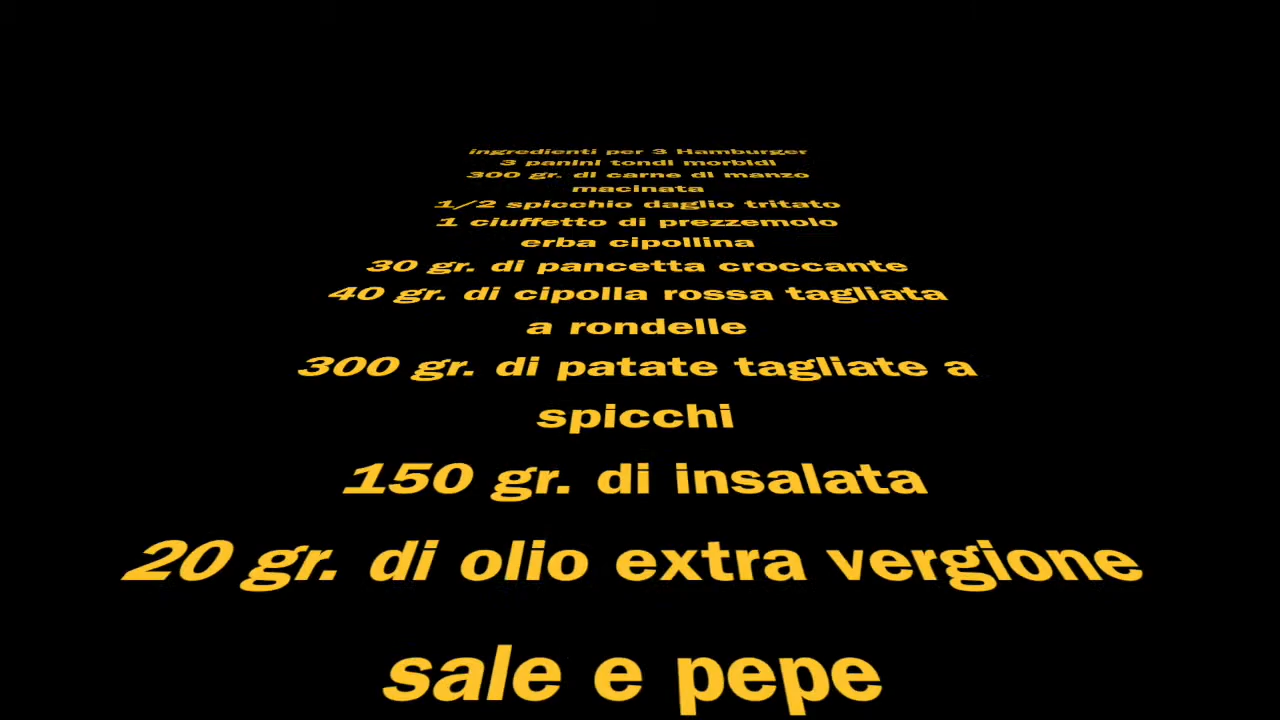 ingredienti per 3 Hamburger
3 panini tondi morbidi
300 gr. di carne di manzo
macinata
1/2 spicchio daglio tritato
1 ciuffetto di prezzemolo
erba cipollina
30 gr. di pancetta croccante
40 gr. di cipolla rossa tagliata
a rondelle
300 gr. di patate tagliate a
spicchi
150 gr. di insalata
20 gr. di olio extra vergione
sale e pepe